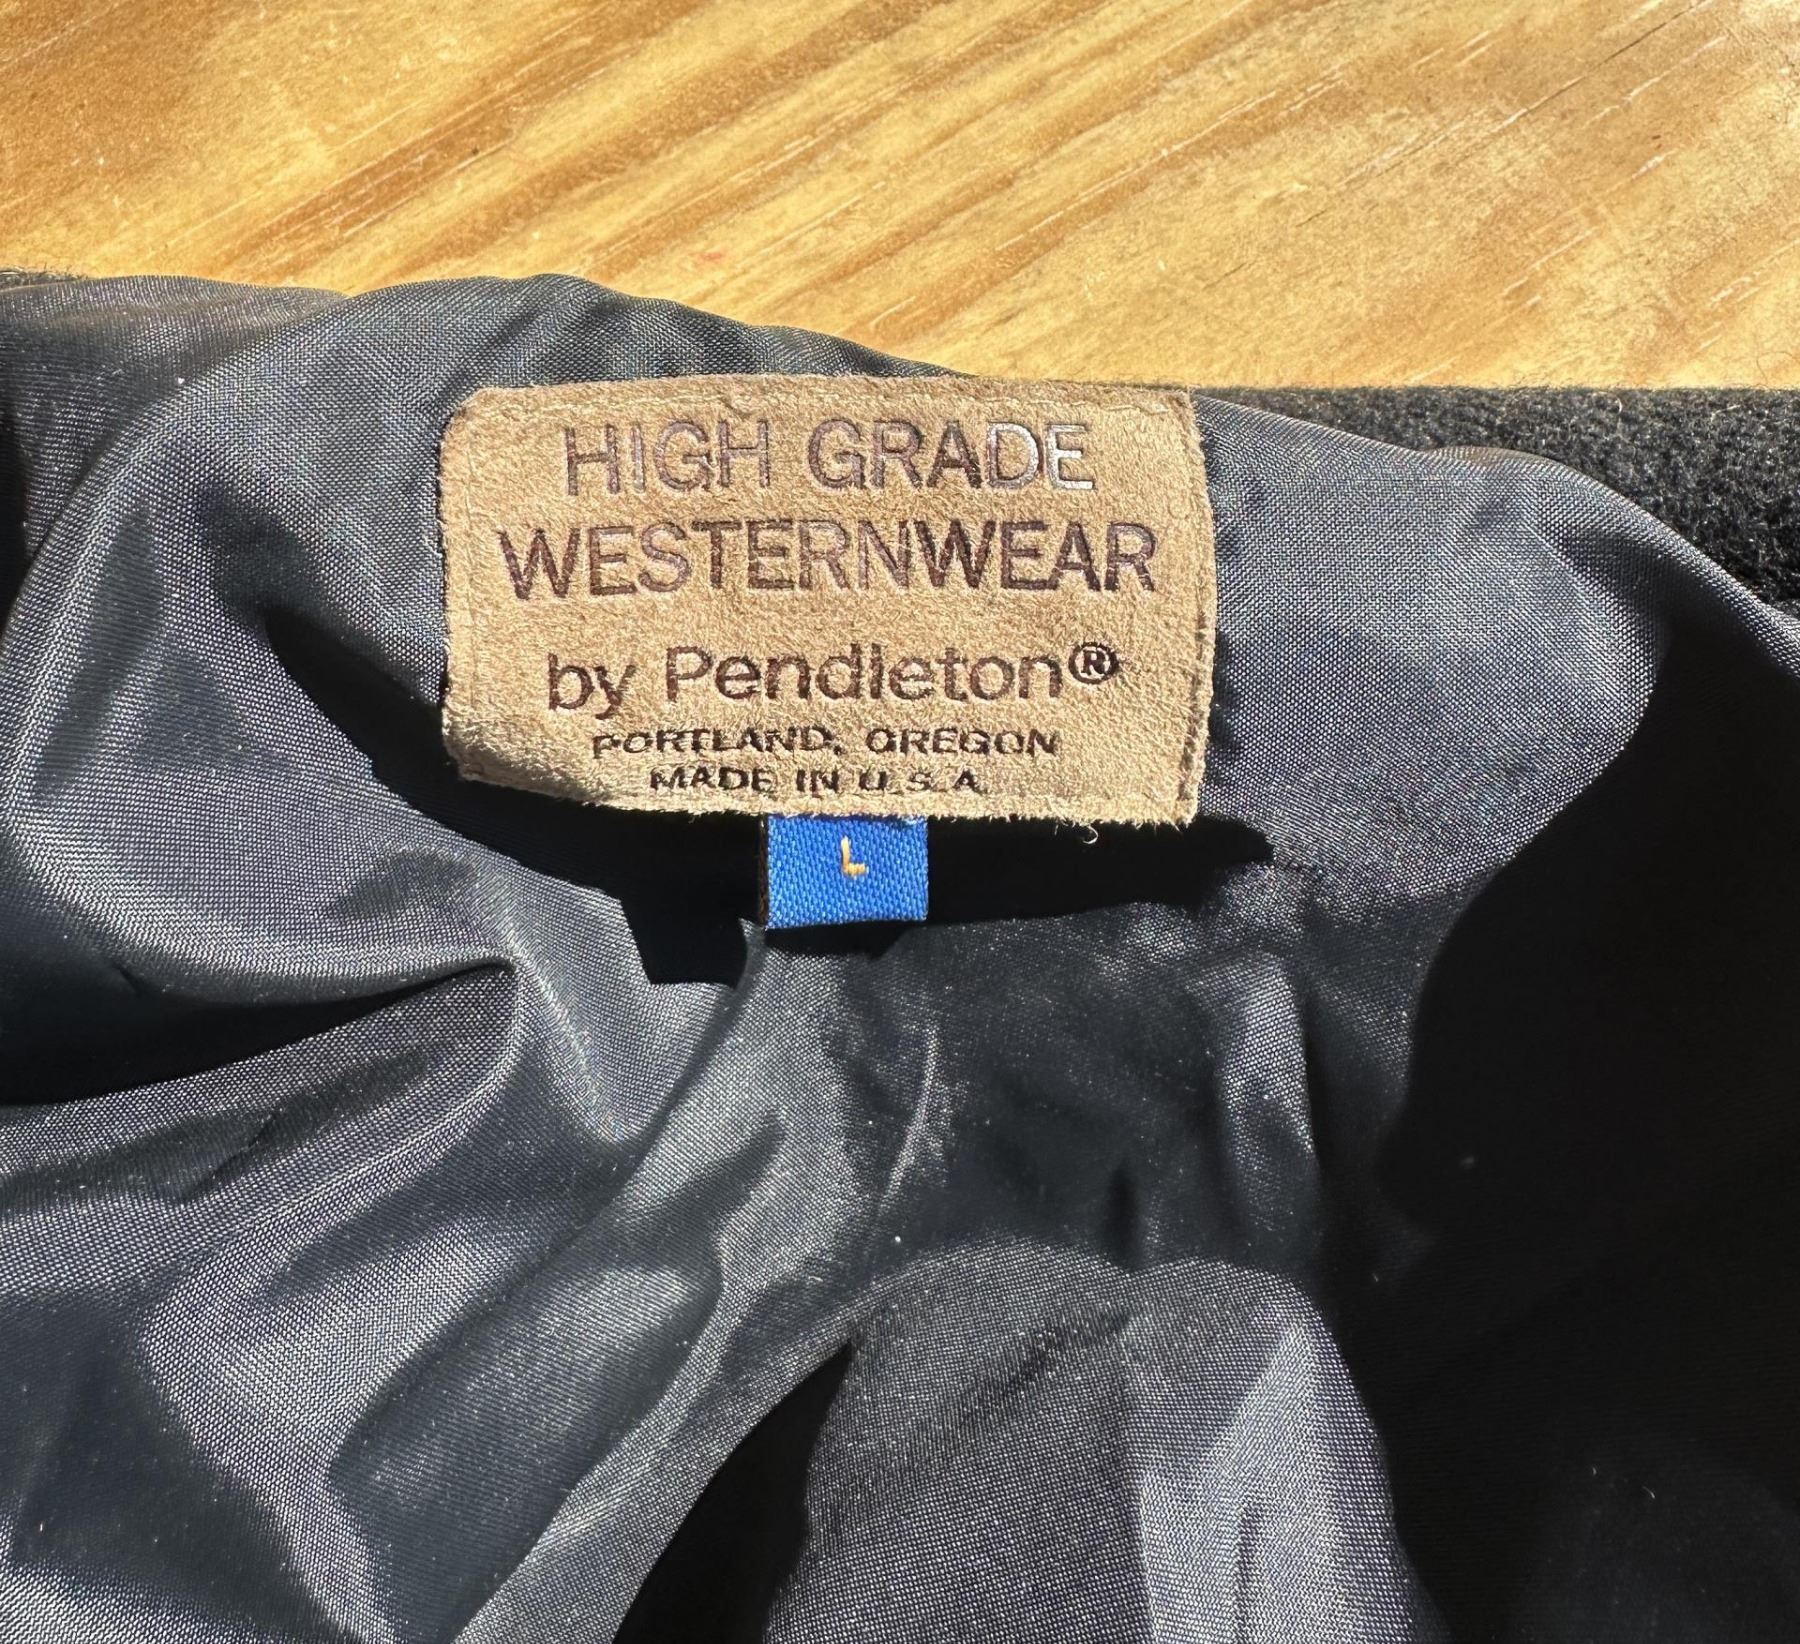 HIGH GRADE
WESTERNWEAR
by Pendleton®
PORTLAND, OREGON
MADE IN U.S.A.
L